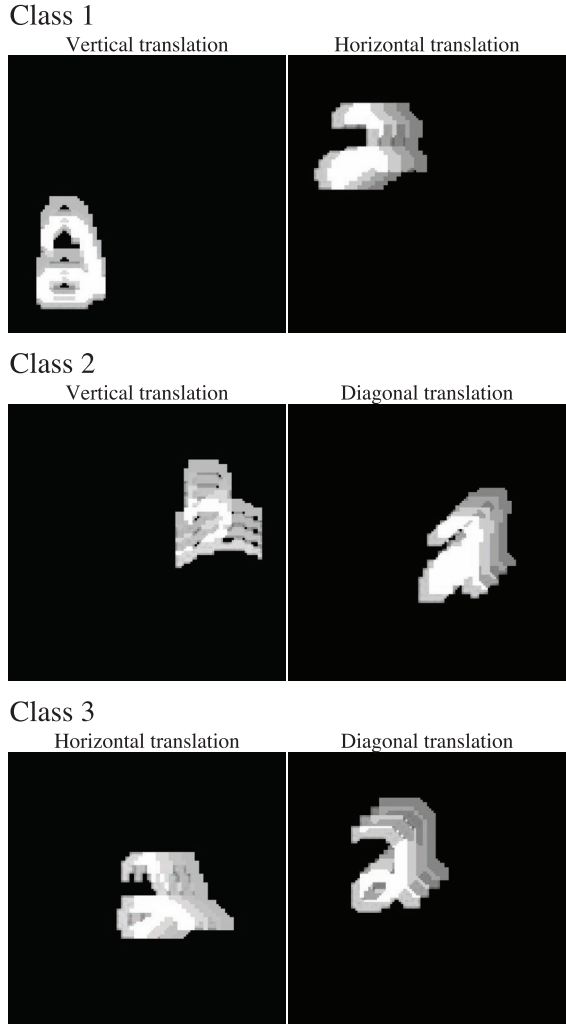 Class 1
Vertical translation Horizontal translation
Class 2
Vertical translation Diagonal translation
Class 3
Horizontal translation Diagonal translation